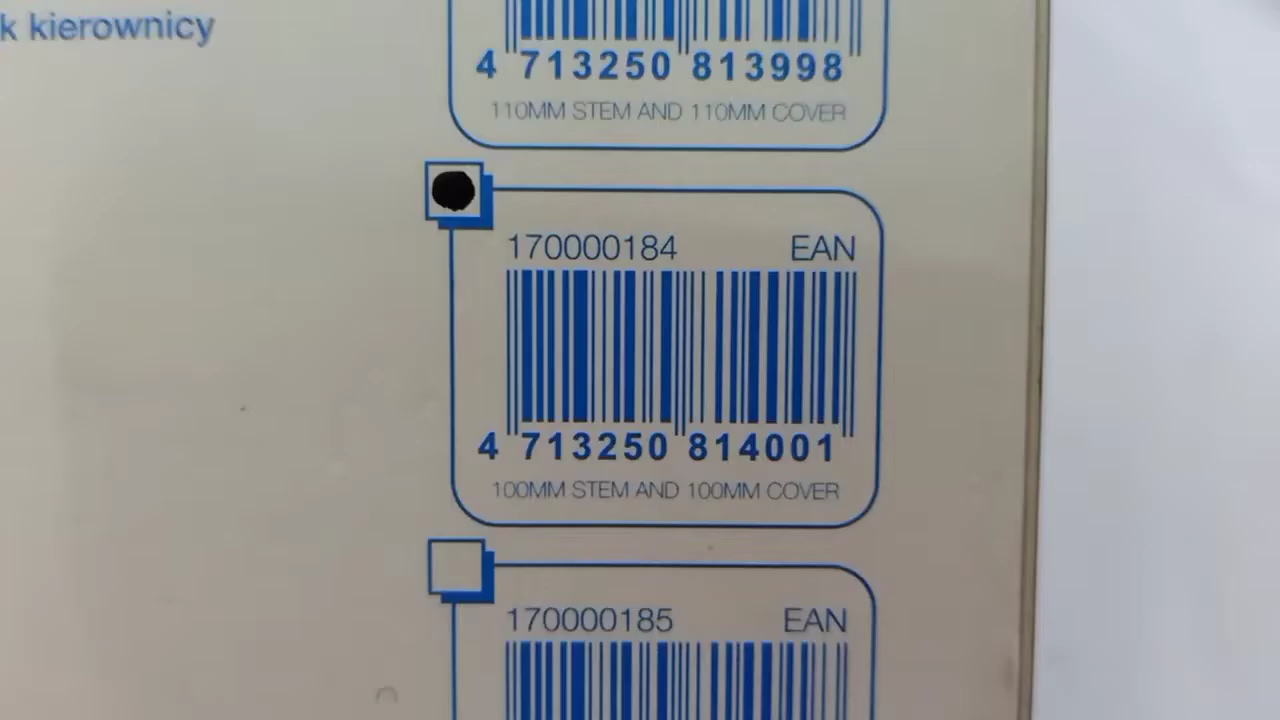 k kierownicy
4 713250 813998
110MM STEM AND 110MM COVER
170000184 EAN
4 713250 814001
100MM STEM AND 100MM COVER
170000185 EAN